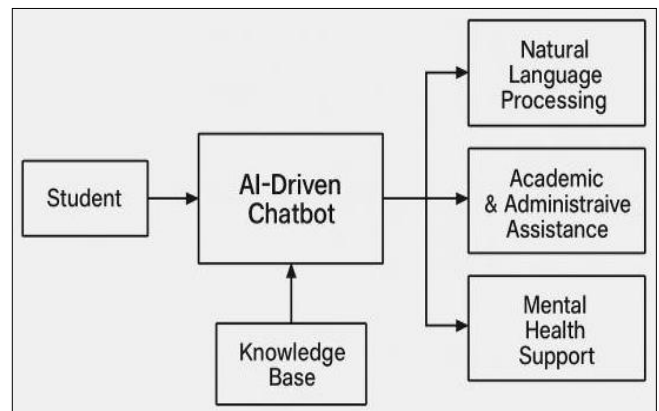 Student
AI-Driven
Chatbot
Knowledge
Base
Natural
Language
Processing
Academic
& Administraive
Assistance
Mental
Health
Support